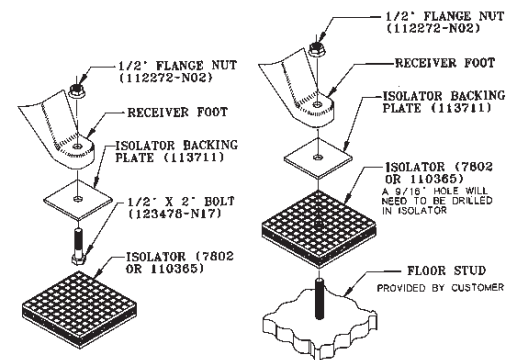 1/2" FLANGE NUT
(112272-N02)
RECEIVER FOOT
ISOLATOR BACKING
PLATE (113711)
1/2" X 2" BOLT
(123478-N17)
ISOLATOR (7802
OR 110365)
1/2" FLANGE NUT
(112272-N02)
RECEIVER FOOT
ISOLATOR BACKING
PLATE (113711)
ISOLATOR (7802
OR 110365)
A 9/16" HOLE WILL
NEED TO BE DRILLED
IN ISOLATOR
FLOOR STUD
PROVIDED BY CUSTOMER